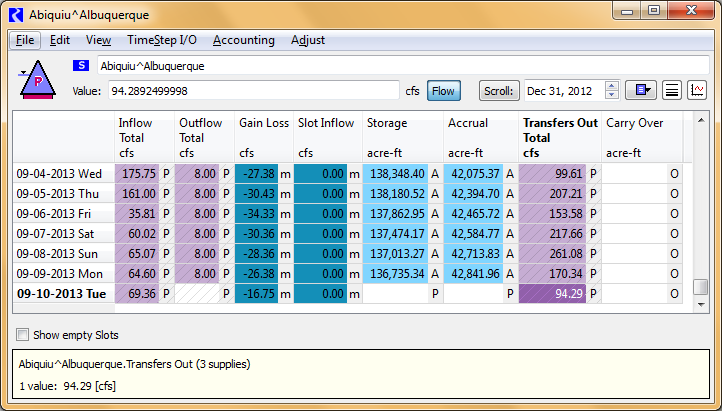 Abiquiu^Albuquerque
File Edit View TimeStep I/O Accounting Adjust
P S Abiquiu^Albuquerque
Value: 94.2892499998 cfs Flow Scroll: Dec 31, 2012
Inflow Outflow Gain Loss Slot Inflow Storage Accrual Transfers Out Carry Over
Total Total Total
cfs cfs cfs cfs acre-ft acre-ft cfs acre-ft
09-04-2013 Wed 175.75 P 8.00 P -27.38 m 0.00 m 138,348.40 A 42,075.37 A 99.61 P O
09-05-2013 Thu 161.00 P 8.00 P -30.43 m 0.00 m 138,180.52 A 42,394.70 A 207.21 P O
09-06-2013 Fri 35.81 P 8.00 P -34.33 m 0.00 m 137,862.95 A 42,465.72 A 153.58 P O
09-07-2013 Sat 60.02 P 8.00 P -30.36 m 0.00 m 137,474.17 A 42,584.77 A 217.66 P O
09-08-2013 Sun 65.07 P 8.00 P -28.36 m 0.00 m 137,013.27 A 42,713.83 A 261.08 P O
09-09-2013 Mon 64.60 P 8.00 P -26.38 m 0.00 m 136,735.34 A 42,841.96 A 170.34 P O
09-10-2013 Tue 69.36 P P -16.75 m 0.00 m P P 94.29 P O
Show empty Slots
Abiquiu^Albuquerque.Transfers Out (3 supplies)
1 value: 94.29 [cfs]